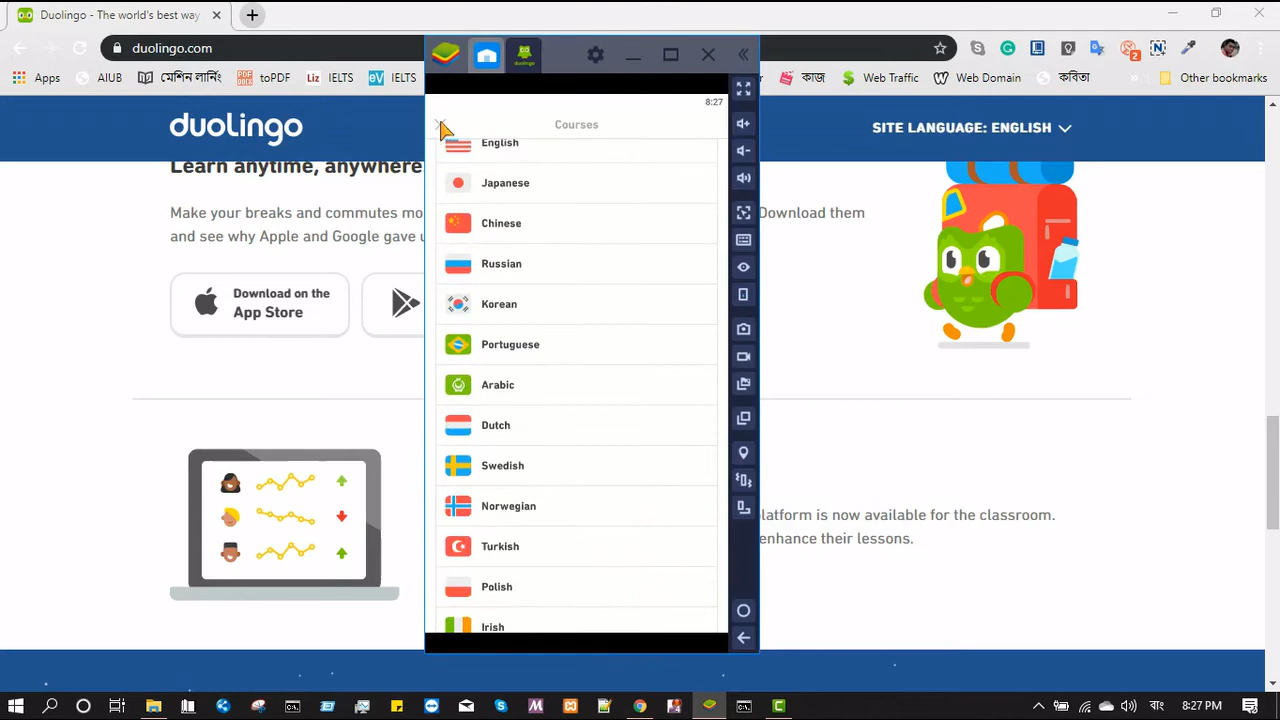 Duolingo - The world's best way
duolingo.com
Apps
AIUB
মেশিন লার্নিং
toPDF
Liz IELTS
eV IELTS
কাজ
Web Traffic
W Web Domain
কবিতা
Other bookmarks
duolingo
8:27
Courses
English
Japanese
Chinese
Russian
Korean
Portuguese
Arabic
Dutch
Swedish
Norwegian
Turkish
Polish
Irish
duolingo
SITE LANGUAGE: ENGLISH
Learn anytime, anywhere
Make your breaks and commutes mo
Download them
and see why Apple and Google gave
Download on the
App Store
latform is now available for the classroom.
enhance their lessons.
8:27 PM